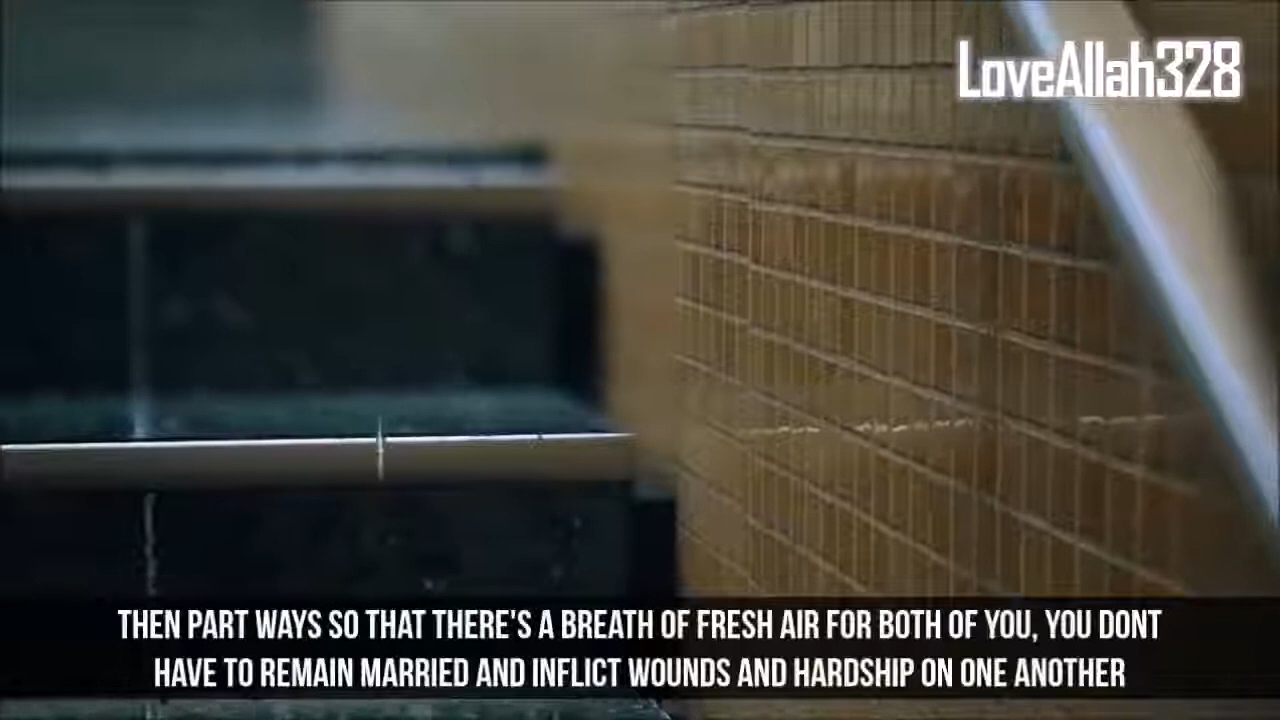 LoveAllah328
THEN PART WAYS SO THAT THERE'S A BREATH OF FRESH AIR FOR BOTH OF YOU, YOU DONT
HAVE TO REMAIN MARRIED AND INFLICT WOUNDS AND HARDSHIP ON ONE ANOTHER